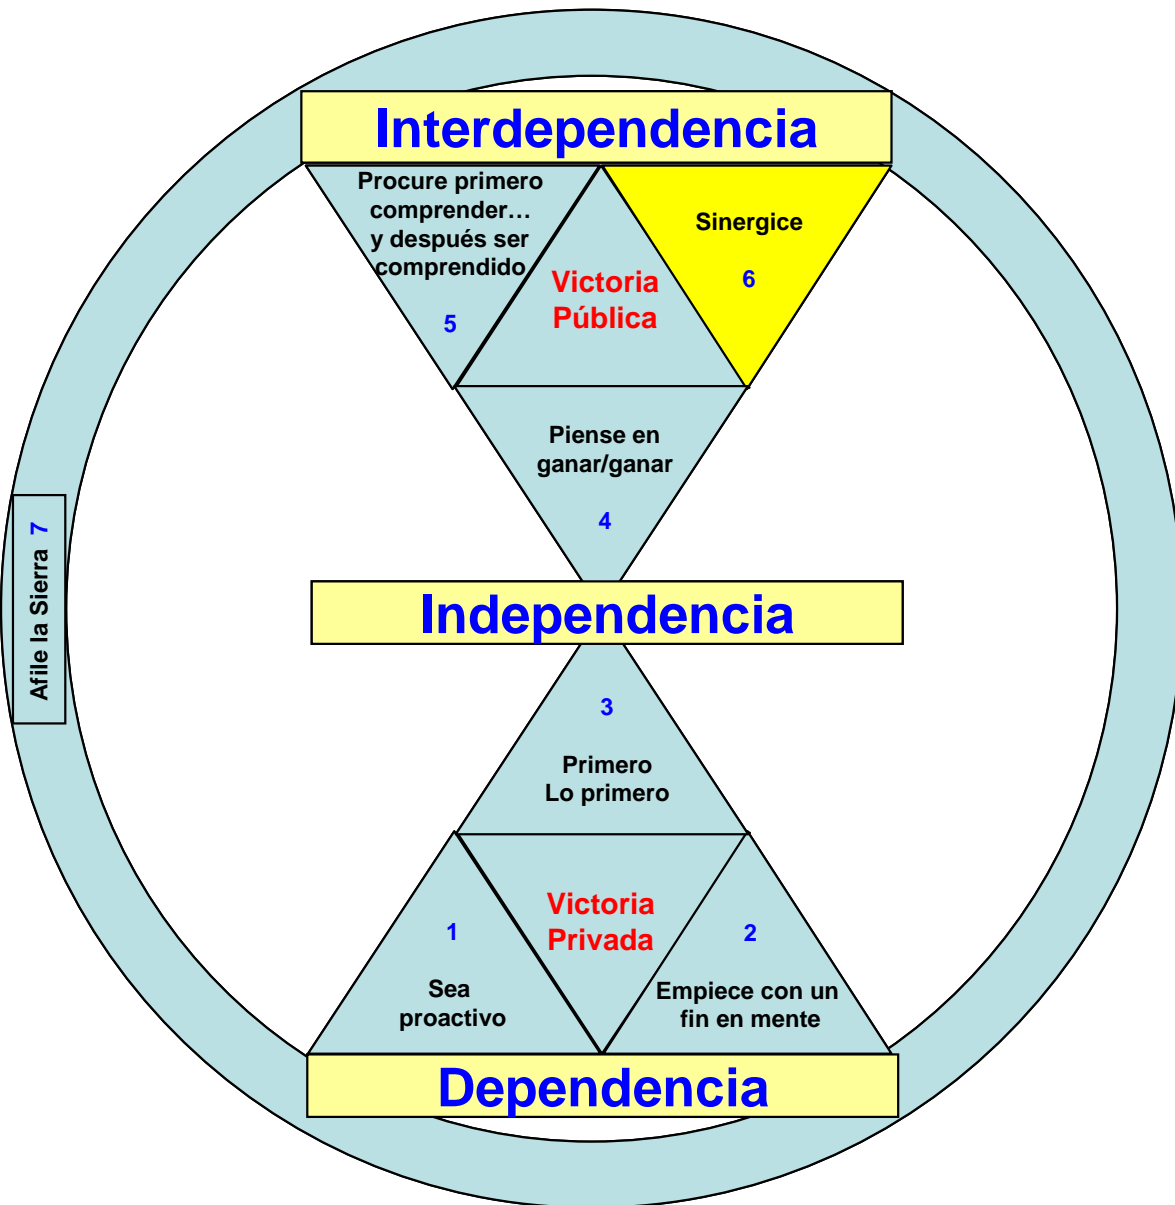 Interdependencia
Procure primero
comprender…
y después ser
comprendido
5
Victoria
Pública
Sinergice
6
Piense en
ganar/ganar
4
Afile la Sierra 7
Independencia
3
Primero
Lo primero
Victoria
Privada
1
Sea
proactivo
2
Empiece con un
fin en mente
Dependencia